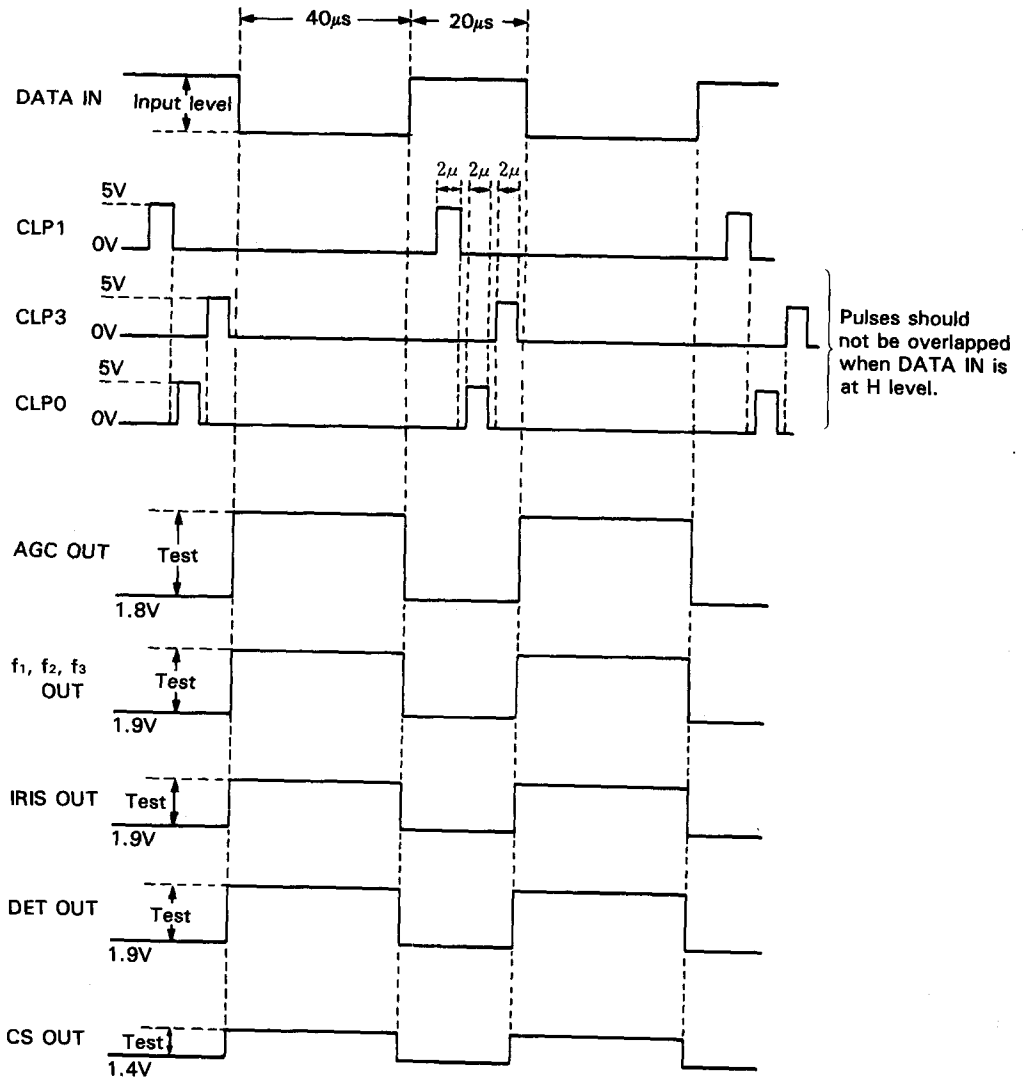 40μs
20μs
DATA IN
Input level
2μ 2μ 2μ
5V
CLP1
0V
5V
CLP3
0V
5V
CLP0
0V
Pulses should
not be overlapped
when DATA IN is
at H level.
AGC OUT
Test
1.8V
f1, f2, f3
OUT
Test
1.9V
IRIS OUT
Test
1.9V
DET OUT
Test
1.9V
CS OUT
Test
1.4V